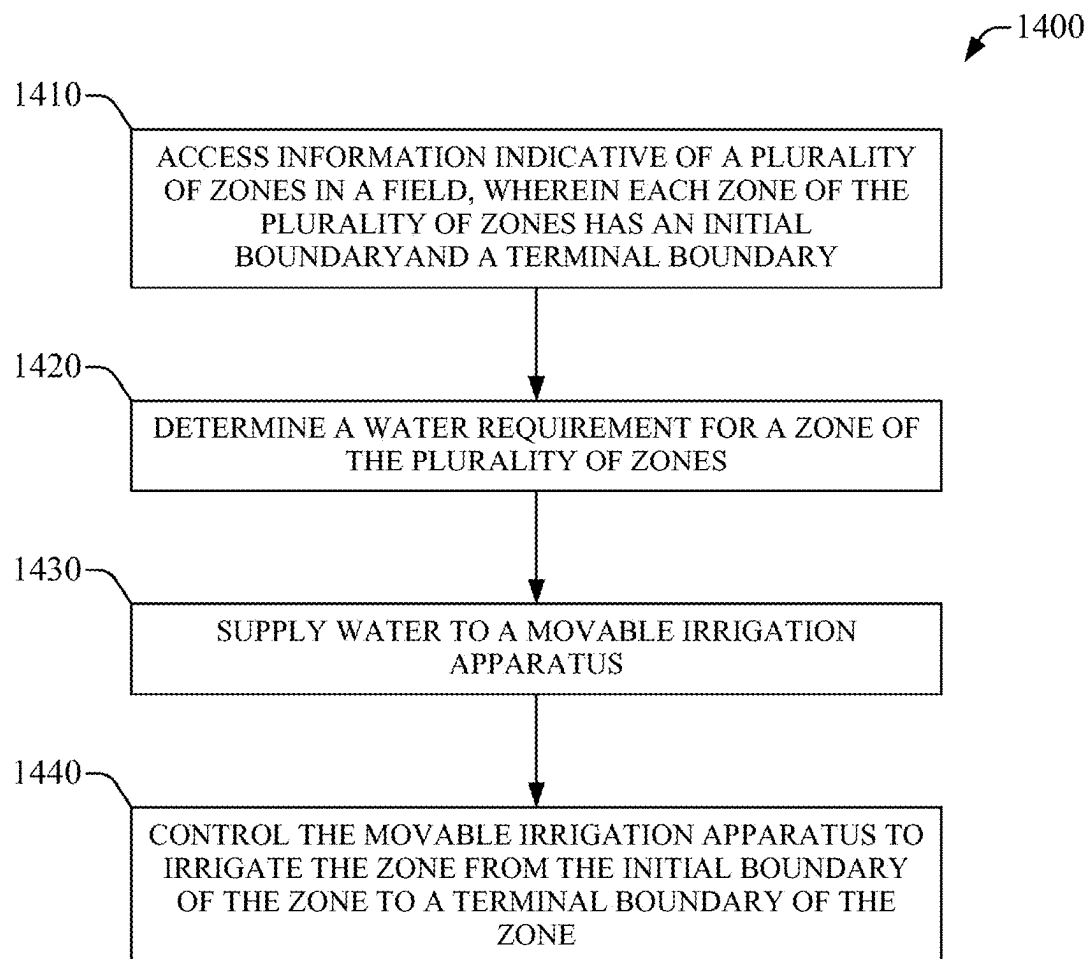 1400
1410
ACCESS INFORMATION INDICATIVE OF A PLURALITY
OF ZONES IN A FIELD, WHEREIN EACH ZONE OF THE
PLURALITY OF ZONES HAS AN INITIAL
BOUNDARYAND A TERMINAL BOUNDARY
1420
DETERMINE A WATER REQUIREMENT FOR A ZONE OF
THE PLURALITY OF ZONES
1430
SUPPLY WATER TO A MOVABLE IRRIGATION
APPARATUS
1440
CONTROL THE MOVABLE IRRIGATION APPARATUS TO
IRRIGATE THE ZONE FROM THE INITIAL BOUNDARY
OF THE ZONE TO A TERMINAL BOUNDARY OF THE
ZONE